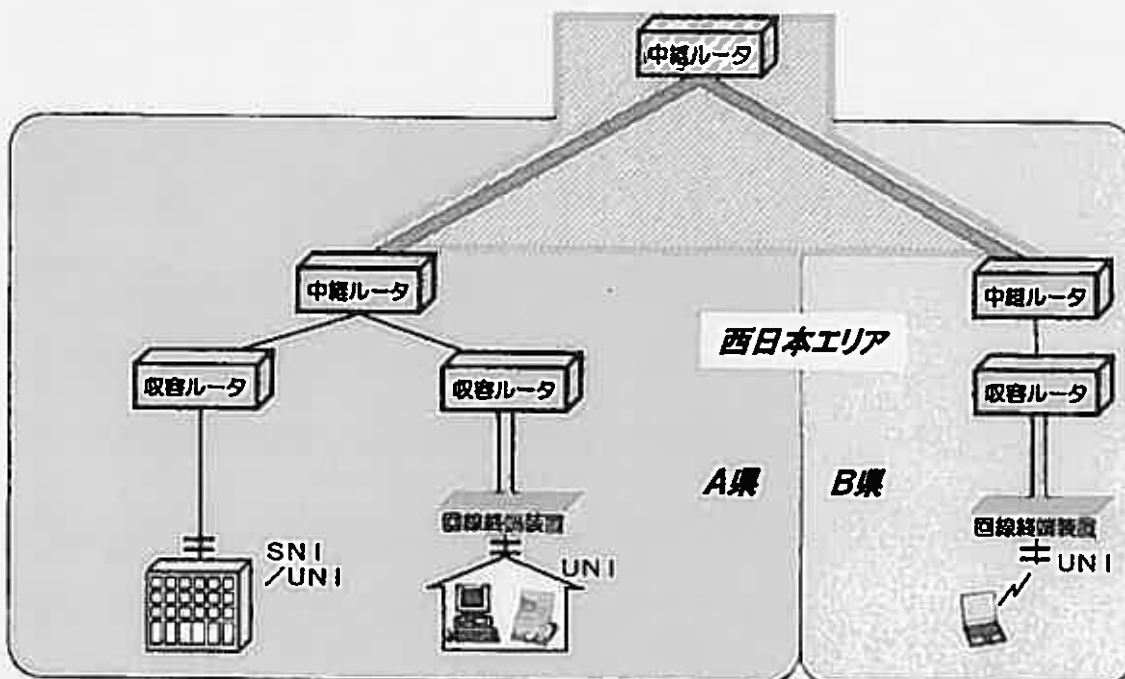 中継ルータ
中継ルータ
中継ルータ
西日本エリア
収容ルータ
収容ルータ
収容ルータ
A県
B県
回線終端装置
回線終端装置
SNI
/UNI
UNI
UNI